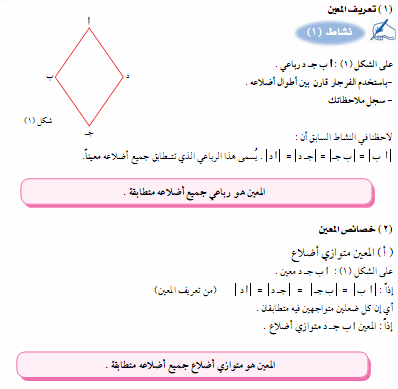 (١) تعريف المعين
نشاط (١)
على الشكل (١) : أ ب جـ د رباعي .
-باستخدم الفرجار قارن بين أطوال أضلاعه .
- سجل ملاحظاتك
أ
ب
د
جـ
شكل (١)
لاحظنا في النشاط السابق أن :
|أ ب| = |ب جـ| = |جـ د| = |أ د| . يُسمى هذا الرباعي الذي تتطابق جميع أضلاعه معيناً.
المعين هو رباعي جميع أضلاعه متطابقة .
(٢) خصائص المعين
(أ) المعين متوازي أضلاع
على الشكل (١) : أ ب جـ د معين .
إذاً : |أ ب| = |ب جـ| = |جـ د| = |أ د| (من تعريف المعين)
أي إن كل ضلعين متواجهين فيه متطابقان .
إذاً : المعين أ ب جـ د متوازي أضلاع .
المعين هو متوازي أضلاع جميع أضلاعه متطابقة .